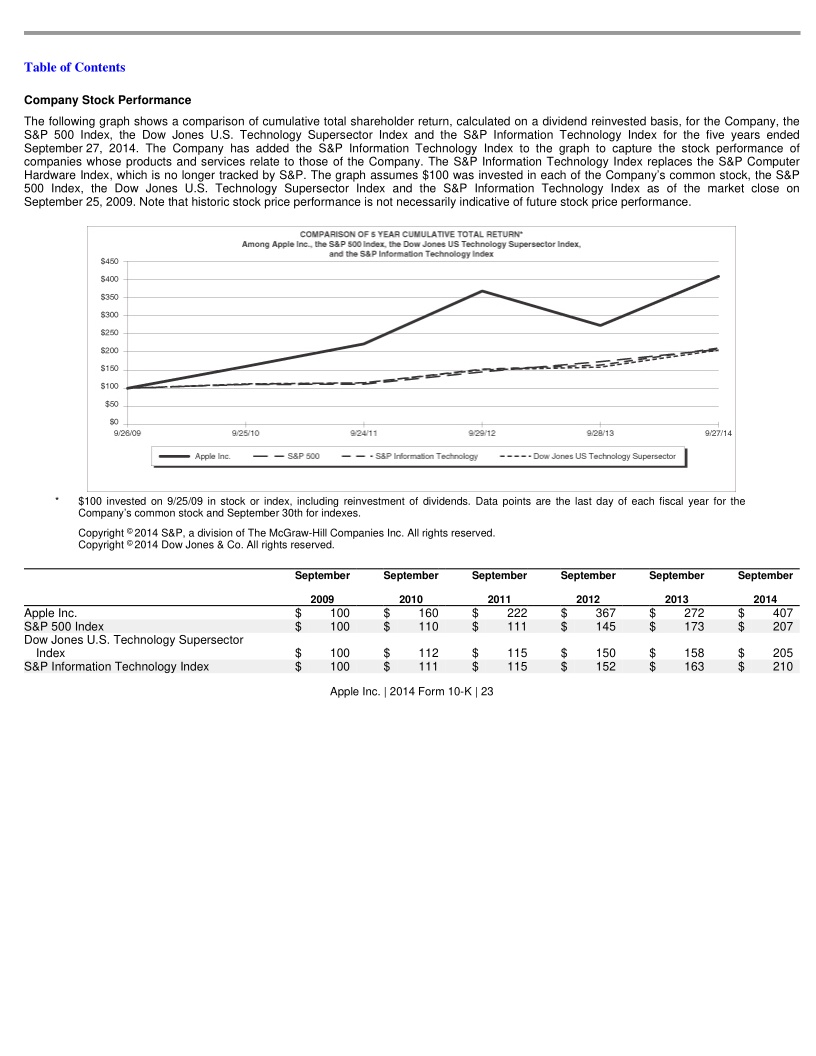 Table of Contents
Company Stock Performance
The following graph shows a comparison of cumulative total shareholder return, calculated on a dividend reinvested basis, for the Company, the
S&P 500 Index, the Dow Jones U.S. Technology Supersector Index and the S&P Information Technology Index for the five years ended
September 27, 2014. The Company has added the S&P Information Technology Index to the graph to capture the stock performance of
companies whose products and services relate to those of the Company. The S&P Information Technology Index replaces the S&P Computer
Hardware Index, which is no longer tracked by S&P. The graph assumes $100 was invested in each of the Company's common stock, the S&P
500 Index, the Dow Jones U.S. Technology Supersector Index and the S&P Information Technology Index as of the market close on
September 25, 2009. Note that historic stock price performance is not necessarily indicative of future stock price performance.
COMPARISON OF 5 YEAR CUMULATIVE TOTAL RETURN*
Among Apple Inc., the S&P 500 Index, the Dow Jones US Technology Supersector Index,
and the S&P Information Technology Index
$450
$400
$350
$300
$250
$200
$150
$100
$50
$0
9/26/09 9/25/10 9/24/11 9/29/12 9/28/13 9/27/14
Apple Inc. S&P 500 S&P Information Technology Dow Jones US Technology Supersector
* $100 invested on 9/25/09 in stock or index, including reinvestment of dividends. Data points are the last day of each fiscal year for the
Company's common stock and September 30th for indexes.
Copyright © 2014 S&P, a division of The McGraw-Hill Companies Inc. All rights reserved.
Copyright © 2014 Dow Jones & Co. All rights reserved.
September September September September September September
2009 2010 2011 2012 2013 2014
Apple Inc. $ 100 $ 160 $ 222 $ 367 $ 272 $ 407
S&P 500 Index $ 100 $ 110 $ 111 $ 145 $ 173 $ 207
Dow Jones U.S. Technology Supersector
Index $ 100 $ 112 $ 115 $ 150 $ 158 $ 205
S&P Information Technology Index $ 100 $ 111 $ 115 $ 152 $ 163 $ 210
Apple Inc. | 2014 Form 10-K | 23